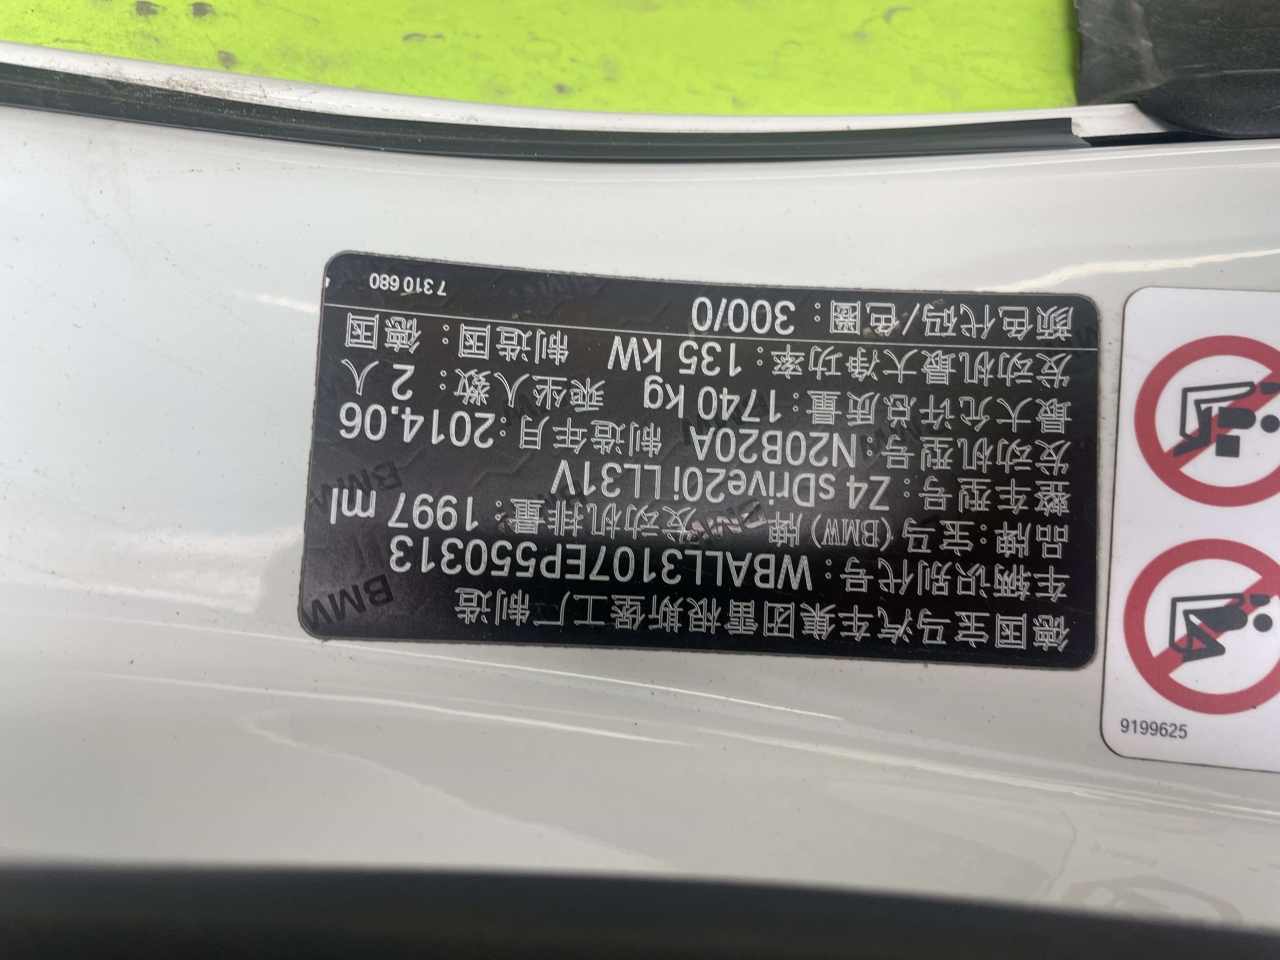 德国宝马汽车集团雷根斯堡工厂 制造
车辆识别代号：WBALL3107EP550313
品牌：宝马（BMW）牌 发动机排量：1997 ml
整车型号：Z4 sDrive20i LL31V
发动机型号：N20B20A 制造年月：2014.06
最大允许总质量：1740 kg 乘坐人数：2 人
发动机最大净功率：135 kW 制造国：德 国
颜色代码/色圈：300/0
7 310 680
9199625